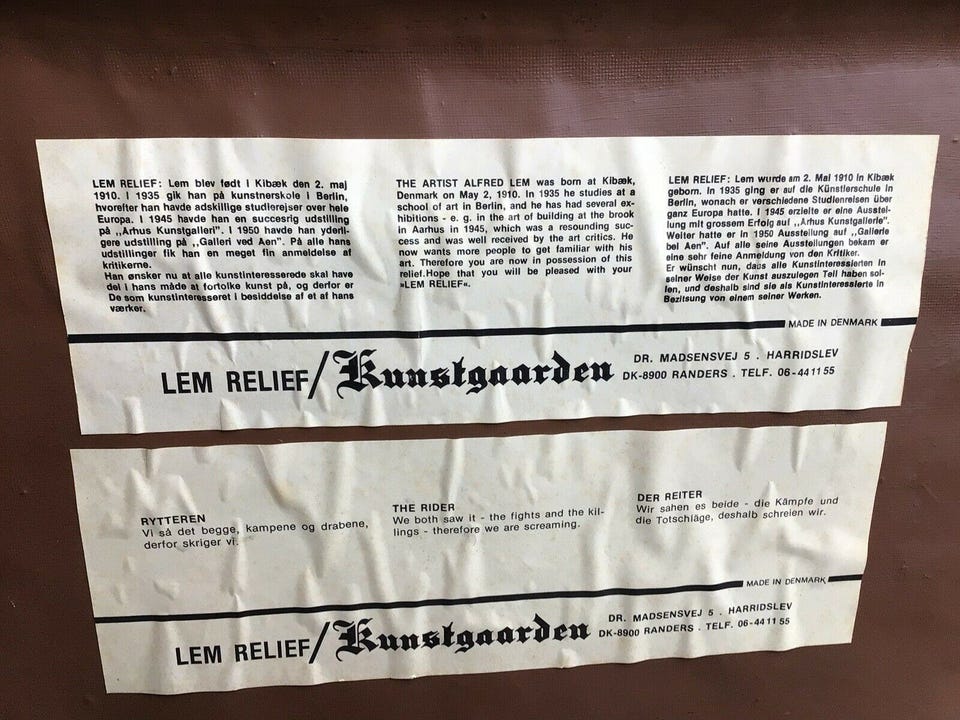 LEM RELIEF: Lem blev født I Kibæk den 2. maj
1910. I 1935 gik han på kunstnerskole i Berlin,
hvorefter han havde adskillige studlerejser over hele
Europa. I 1945 havde han en succesrig udstilling
på ,,Arhus Kunstgalleri". I 1950 havde han yderli-
gere udstilling på ,,Galleri ved Aen". På alle hans
udstillinger fik han en meget fin anmeldelse af
kritikerne.
Han ønsker nu at alle kunstinteresserede skal have
del i hans måde at fortolke kunst på, og derfor er
De som kunstinteresseret i besiddelse af et af hans
værker.
THE ARTIST ALFRED LEM was born at Kibæk,
Denmark on May 2, 1910. In 1935 he studies at a
school of art in Berlin, and he has had several ex-
hibitions - e. g. in the art of building at the brook
in Aarhus in 1945, which was a resounding suc-
cess and was well received by the art critics. He
now wants more people to get familiar with his
art. Therefore you are now in possession of this
relief.Hope that you will be pleased with your
»LEM RELIEF«.
LEM RELIEF: Lem wurde am 2. Mai 1910 in Kibæk
geborn. In 1935 ging er auf die Künstlerschule in
Berlin, wonach er verschiedene Studienreisen über
ganz Europa hatte. I 1945 erzielte er eine Ausstel-
lung mit grossem Erfolg auf ,,Arhus Kunstgallerie".
Weiter hatte er in 1950 Ausstellung auf ,,Gallerie
bei Aen". Auf alle seine Ausstellungen bekam er
eine sehr feine Anmeldung von den Kritiker.
Er wünscht nun, dass alle Kunstinteressierten in
seiner Weise der Kunst auszulegen Teil haben sol-
len, und deshalb sind sie als Kunstinteressierte in
Bezitsung von einem seiner Werken.
MADE IN DENMARK
LEM RELIEF/Kunstgaarden
DR. MADSENSVEJ 5 . HARRIDSLEV
DK-8900 RANDERS . TELF. 06-44 11 55
RYTTEREN
Vi så det begge, kampene og drabene,
derfor skriger vi.
THE RIDER
We both saw it - the fights and the kil-
lings - therefore we are screaming.
DER REITER
Wir sahen es beide - die Kämpfe und
die Totschläge, deshalb schreien wir.
MADE IN DENMARK
LEM RELIEF/Kunstgaarden
DR. MADSENSVEJ 5 . HARRIDSLEV
DK-8900 RANDERS . TELF. 06-44 11 55